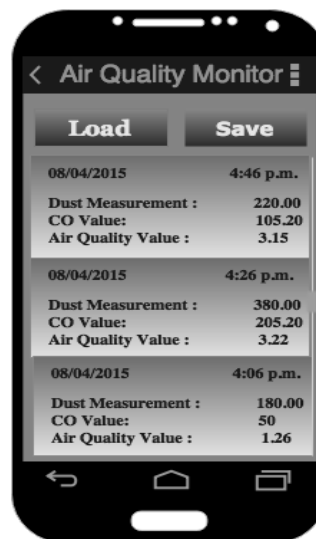 Air Quality Monitor
Load Save
08/04/2015 4:46 p.m.
Dust Measurement : 220.00
CO Value: 105.20
Air Quality Value : 3.15
08/04/2015 4:26 p.m.
Dust Measurement : 380.00
CO Value: 205.20
Air Quality Value : 3.22
08/04/2015 4:06 p.m.
Dust Measurement : 180.00
CO Value: 50
Air Quality Value : 1.26